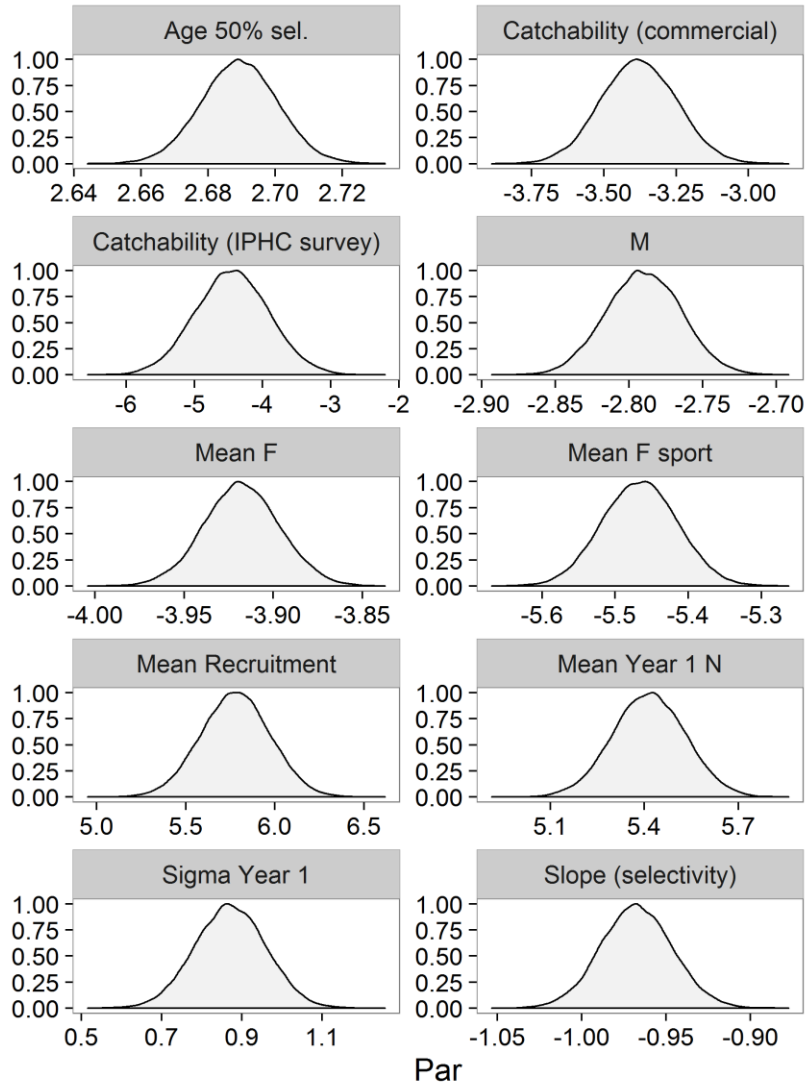 Age 50% sel.
1.00
0.75
0.50
0.25
0.00
2.64 2.66 2.68 2.70 2.72
Catchability (commercial)
1.00
0.75
0.50
0.25
0.00
-3.75 -3.50 -3.25 -3.00
Catchability (IPHC survey)
1.00
0.75
0.50
0.25
0.00
-6 -5 -4 -3 -2
M
1.00
0.75
0.50
0.25
0.00
-2.90 -2.85 -2.80 -2.75 -2.70
Mean F
1.00
0.75
0.50
0.25
0.00
-4.00 -3.95 -3.90 -3.85
Mean F sport
1.00
0.75
0.50
0.25
0.00
-5.6 -5.5 -5.4 -5.3
Mean Recruitment
1.00
0.75
0.50
0.25
0.00
5.0 5.5 6.0 6.5
Mean Year 1 N
1.00
0.75
0.50
0.25
0.00
5.1 5.4 5.7
Sigma Year 1
1.00
0.75
0.50
0.25
0.00
0.5 0.7 0.9 1.1
Slope (selectivity)
1.00
0.75
0.50
0.25
0.00
-1.05 -1.00 -0.95 -0.90
Par